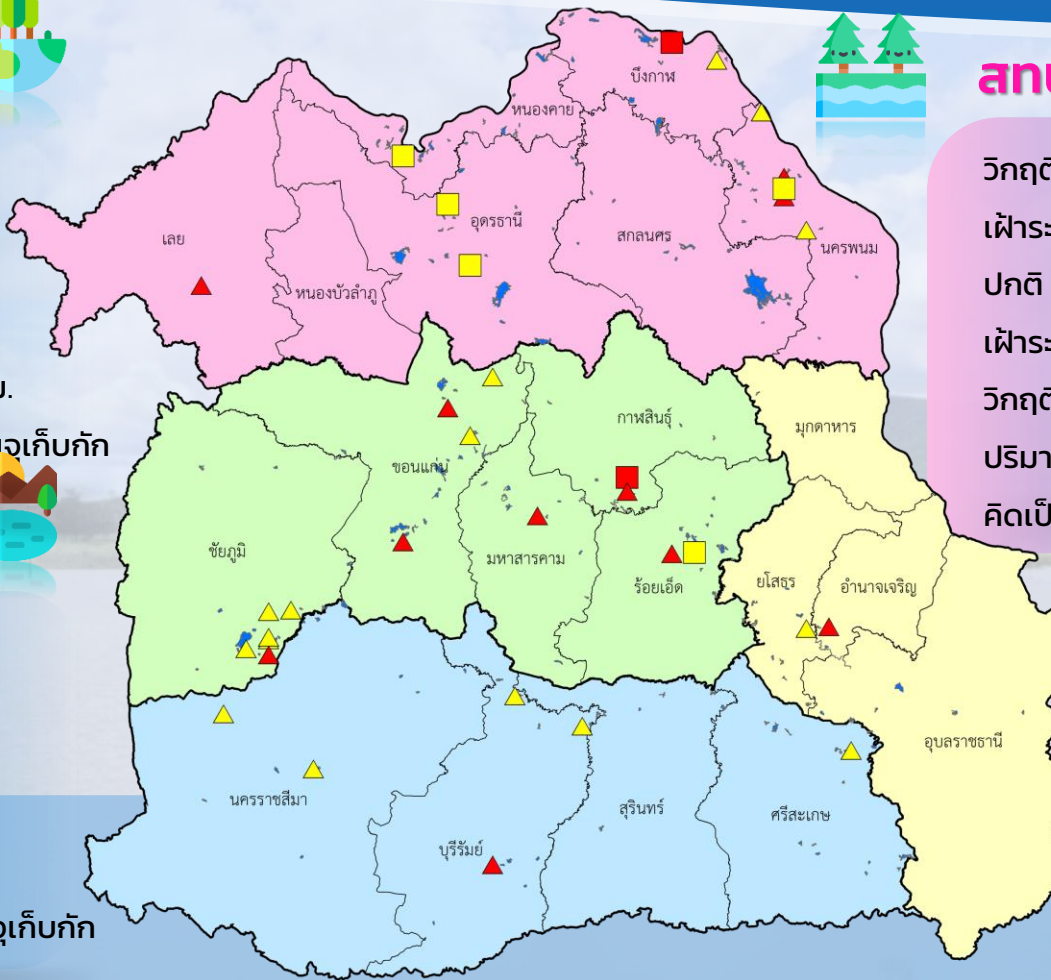 บึงกาฬ
หนองคาย
เลย
อุดรธานี
สกลนคร
นครพนม
หนองบัวลำภู
ม.
จุเก็บกัก
กาฬสินธุ์
มุกดาหาร
ขอนแก่น
ชัยภูมิ
มหาสารคาม
ร้อยเอ็ด
ยโสธร
อำนาจเจริญ
อุบลราชธานี
นครราชสีมา
สุรินทร์
ศรีสะเกษ
บุรีรัมย์
จุเก็บกัก
สทน
วิกฤติ
เฝ้าระ
ปกติ
เฝ้าระ
วิกฤติ
ปริมา
คิดเป็